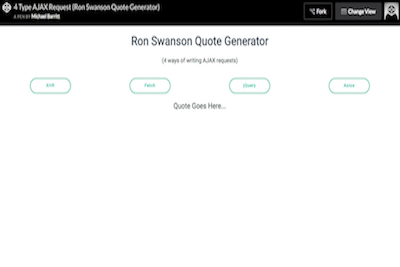 4 Type AJAX Request (Ron Swanson Quote Generator)
A PEN BY Michael Barritt
Fork
Change View
Ron Swanson Quote Generator
(4 ways of writing AJAX requests)
XHR
Fetch
jQuery
Axios
Quote Goes Here...